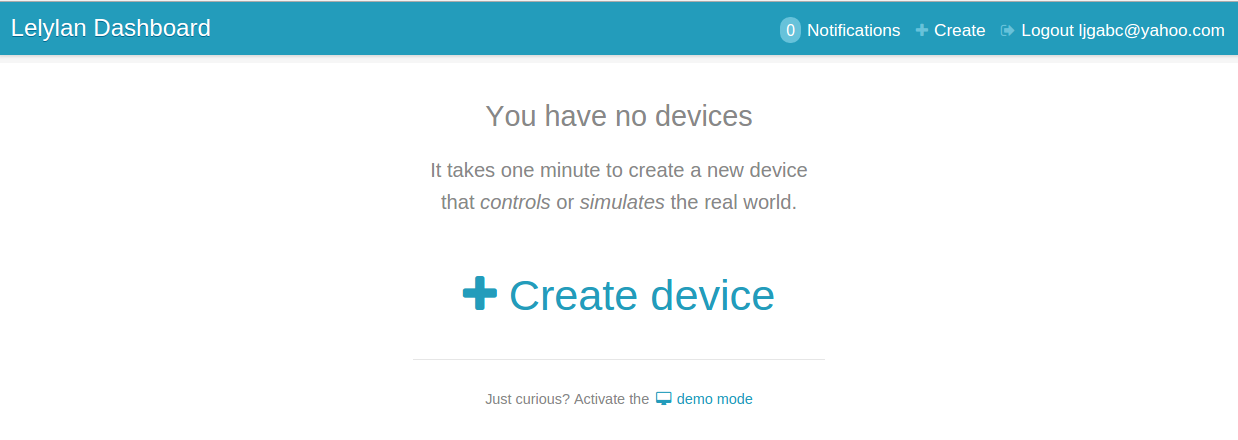 Lelylan Dashboard
0 Notifications Create Logout ljgabc@yahoo.com
You have no devices
It takes one minute to create a new device
that controls or simulates the real world.
Create device
Just curious? Activate the demo mode